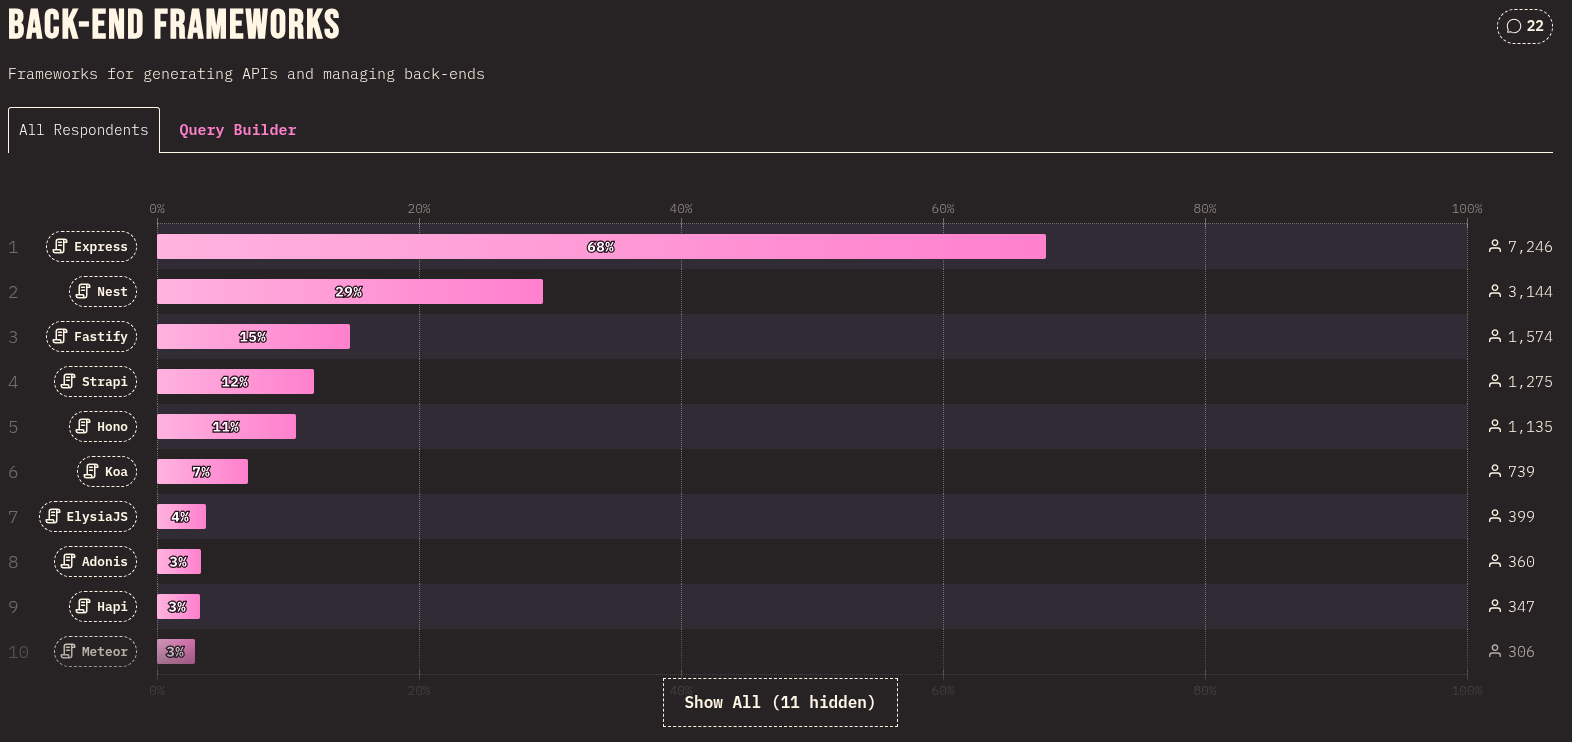 BACK-END FRAMEWORKS
22
Frameworks for generating APIs and managing back-ends
All Respondents Query Builder
0% 20% 40% 60% 80% 100%
1 Express 68% 7,246
2 Nest 29% 3,144
3 Fastify 15% 1,574
4 Strapi 12% 1,275
5 Hono 11% 1,135
6 Koa 7% 739
7 ElysiaJS 4% 399
8 Adonis 3% 360
9 Hapi 3% 347
10 Meteor 3% 306
0% 20% 40% 60% 80% 100%
Show All (11 hidden)